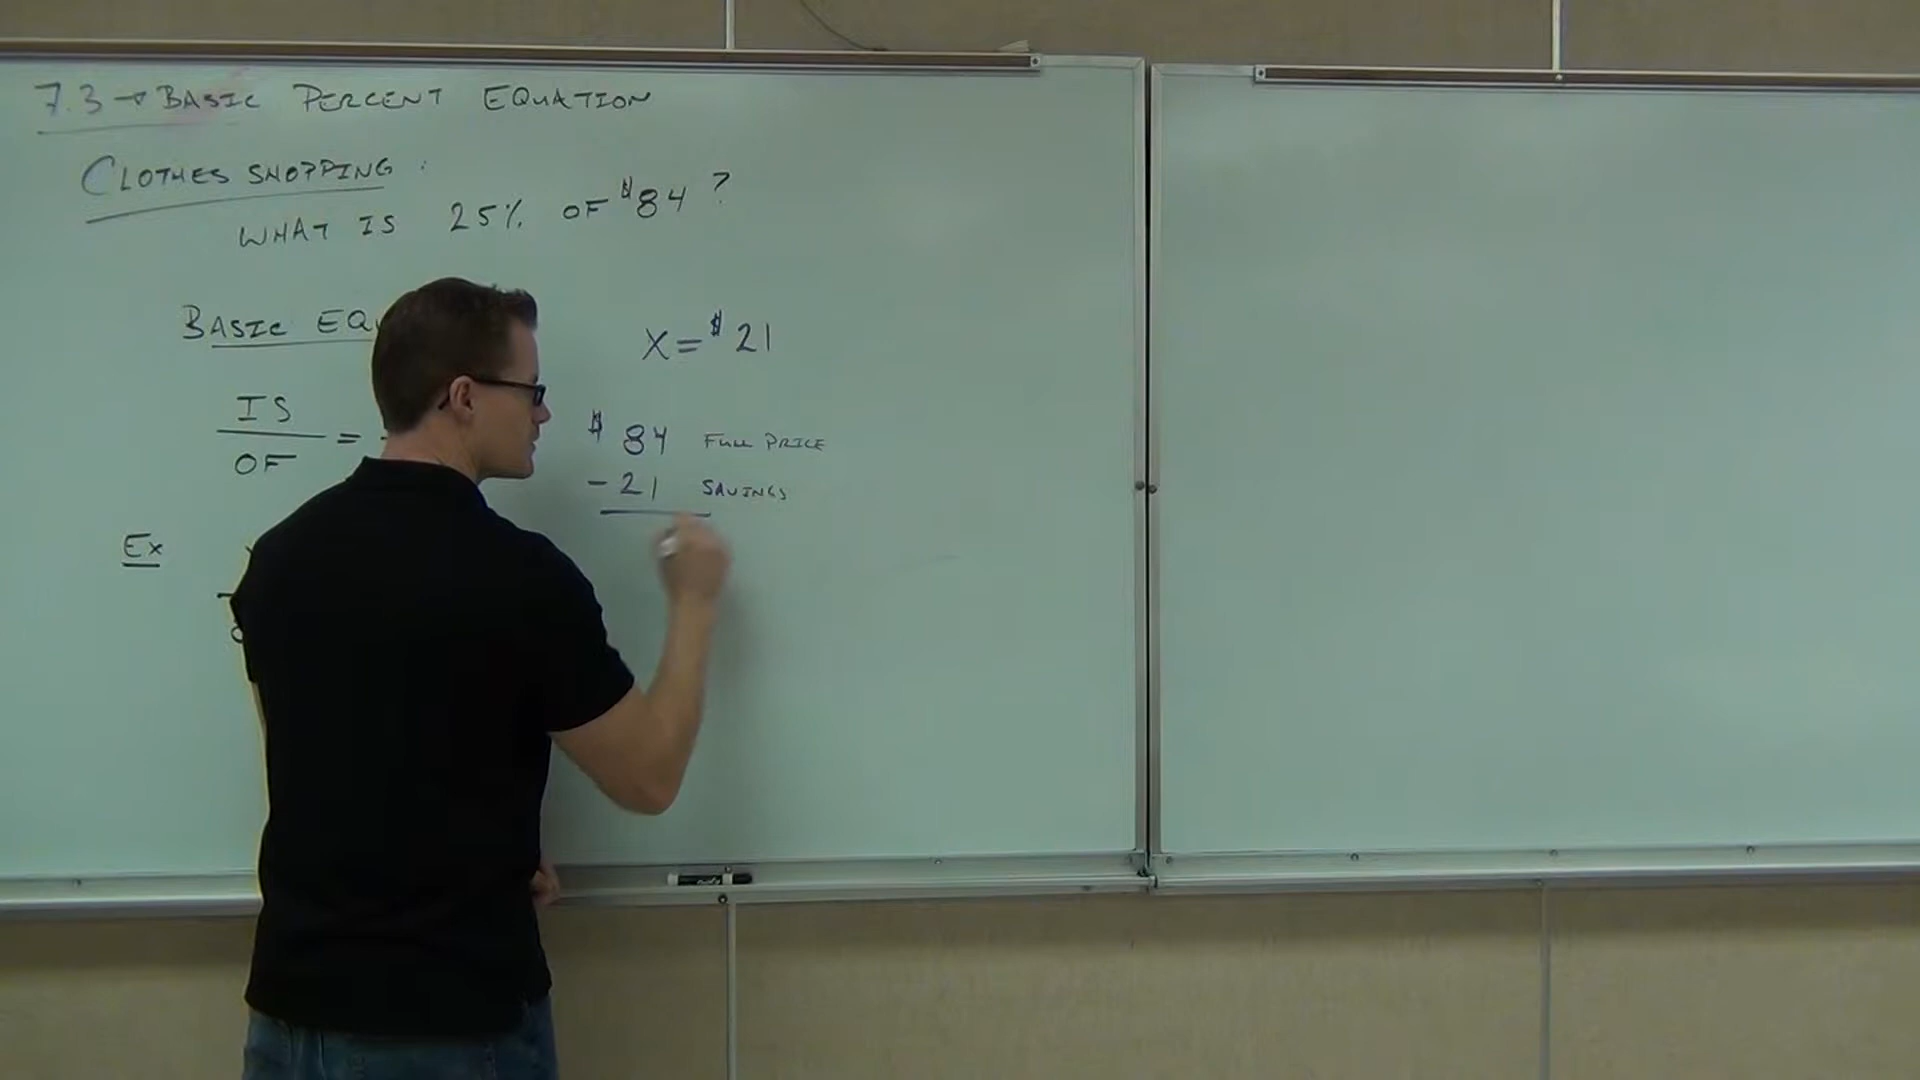 7.3 → BASIC PERCENT EQUATION
CLOTHES SHOPPING :
WHAT IS 25% OF $84 ?
BASIC EQ
X = $21
IS
OF
=
$ 84 FULL PRICE
- 21 SAVINGS
Ex